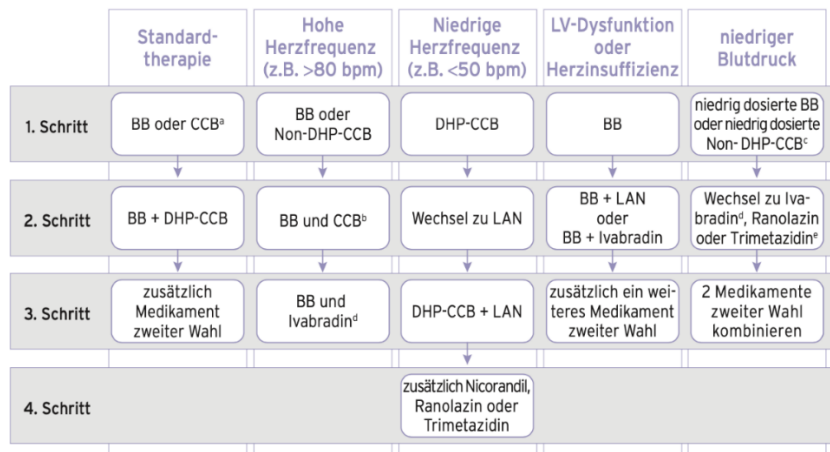 Standard-
therapie
Hohe
Herzfrequenz
(z.B. >80 bpm)
Niedrige
Herzfrequenz
(z.B. <50 bpm)
LV-Dysfunktion
oder
Herzinsuffizienz
niedriger
Blutdruck
1. Schritt
BB oder CCBᵃ
BB oder
Non-DHP-CCB
DHP-CCB
BB
niedrig dosierte BB
oder niedrig dosierte
Non- DHP-CCBᶜ
2. Schritt
BB + DHP-CCB
BB und CCBᵇ
Wechsel zu LAN
BB + LAN
oder
BB + Ivabradin
Wechsel zu Iva-
bradinᵈ, Ranolazin
oder Trimetazidinᵉ
3. Schritt
zusätzlich
Medikament
zweiter Wahl
BB und
Ivabradinᵈ
DHP-CCB + LAN
zusätzlich ein wei-
teres Medikament
zweiter Wahl
2 Medikamente
zweiter Wahl
kombinieren
4. Schritt
zusätzlich Nicorandil,
Ranolazin oder
Trimetazidin